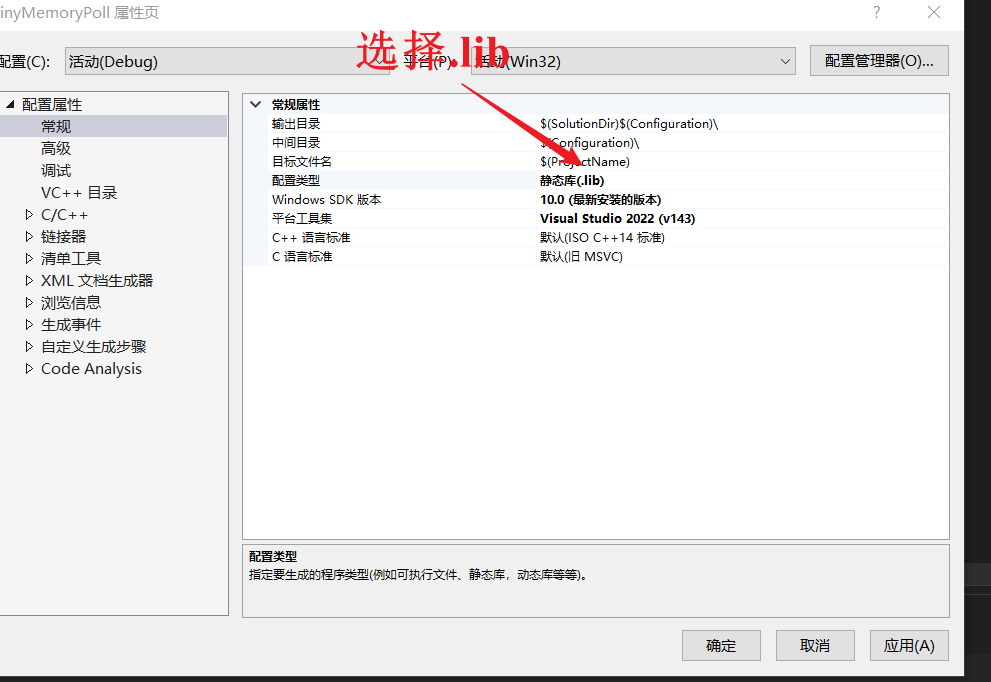 inyMemoryPoll 属性页
选择.lib
配置(C): 活动(Debug) 平台(P): 活动(Win32) 配置管理器(O)...
配置属性
常规
高级
调试
VC++ 目录
C/C++
链接器
清单工具
XML 文档生成器
浏览信息
生成事件
自定义生成步骤
Code Analysis
常规属性
输出目录 $(SolutionDir)$(Configuration)\
中间目录 $(Configuration)\
目标文件名 $(ProjectName)
配置类型 静态库(.lib)
Windows SDK 版本 10.0 (最新安装的版本)
平台工具集 Visual Studio 2022 (v143)
C++ 语言标准 默认(ISO C++14 标准)
C 语言标准 默认(旧 MSVC)
配置类型
指定要生成的程序类型(例如可执行文件、静态库，动态库等等)。
确定 取消 应用(A)